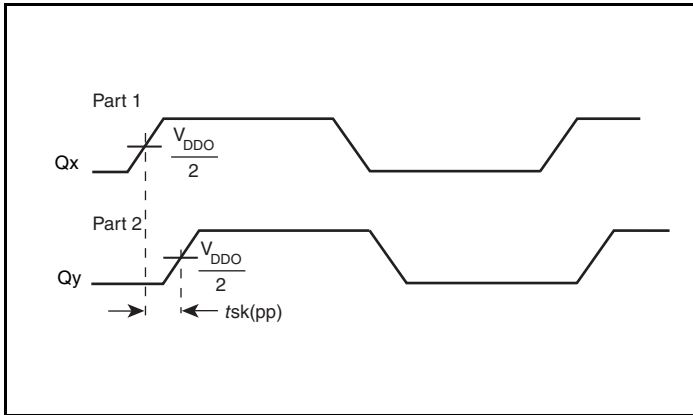 Part 1
V_DDO
2
Qx
Part 2
V_DDO
2
Qy
tsk(pp)